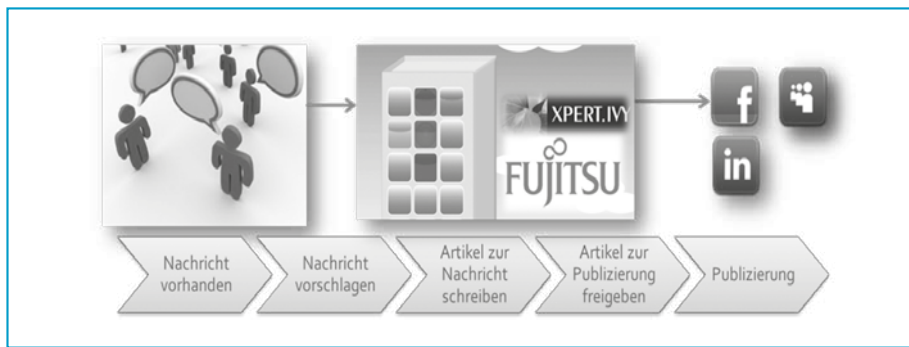 XPERT.IVY
FUJITSU
f
in
Nachricht
vorhanden
Nachricht
vorschlagen
Artikel zur
Nachricht
schreiben
Artikel zur
Publizierung
freigeben
Publizierung